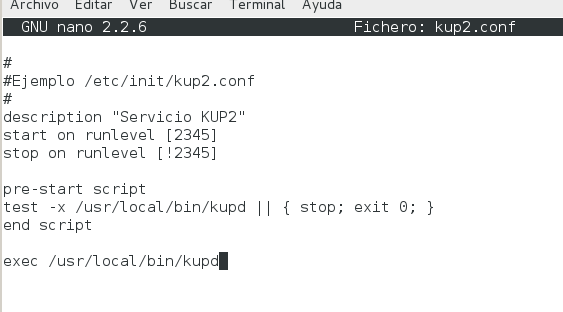 Archivo Editar Ver Buscar Terminal Ayuda
GNU nano 2.2.6 Fichero: kup2.conf
#
#Ejemplo /etc/init/kup2.conf
#
description "Servicio KUP2"
start on runlevel [2345]
stop on runlevel [!2345]
pre-start script
test -x /usr/local/bin/kupd || { stop; exit 0; }
end script
exec /usr/local/bin/kupd